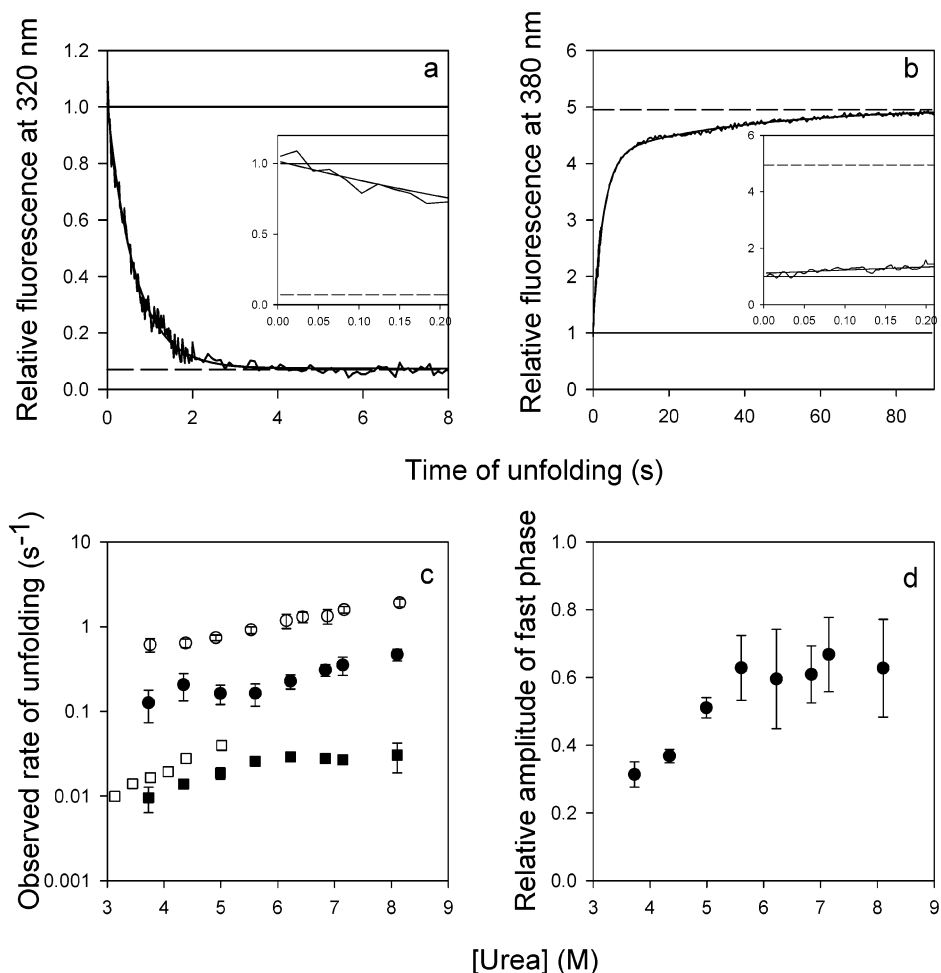 a
Relative fluorescence at 320 nm
1.2
1.0
0.8
0.6
0.4
0.2
0.0
0 2 4 6 8
1.0
0.5
0.0
0.00 0.05 0.10 0.15 0.20
b
Relative fluorescence at 380 nm
6
5
4
3
2
1
0
0 20 40 60 80
6
4
2
0
0.00 0.05 0.10 0.15 0.20
Time of unfolding (s)
c
Observed rate of unfolding (s⁻¹)
10
1
0.1
0.01
0.001
3 4 5 6 7 8 9
d
Relative amplitude of fast phase
1.0
0.8
0.6
0.4
0.2
0.0
3 4 5 6 7 8 9
[Urea] (M)